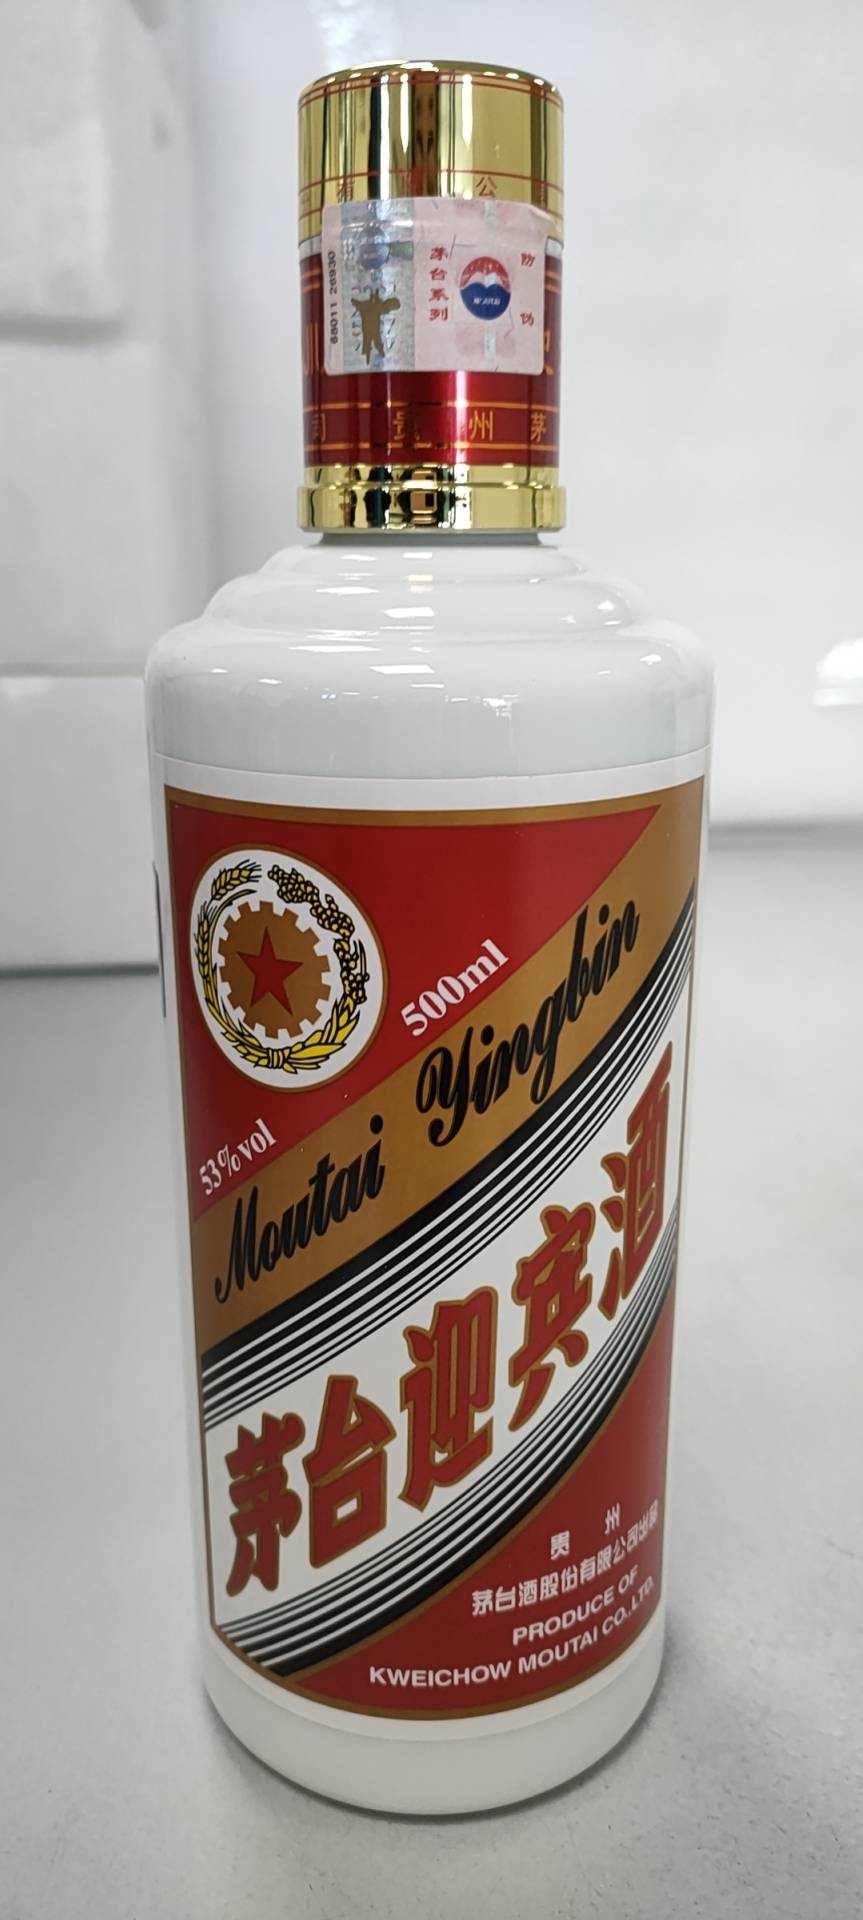 有限公
68011 26930
茅台系列
防伪
司 贵州茅
500ml
53%vol
Moutai Yingbin
茅台迎宾酒
贵州
茅台酒股份有限公司出品
PRODUCE OF
KWEICHOW MOUTAI CO.,LTD.